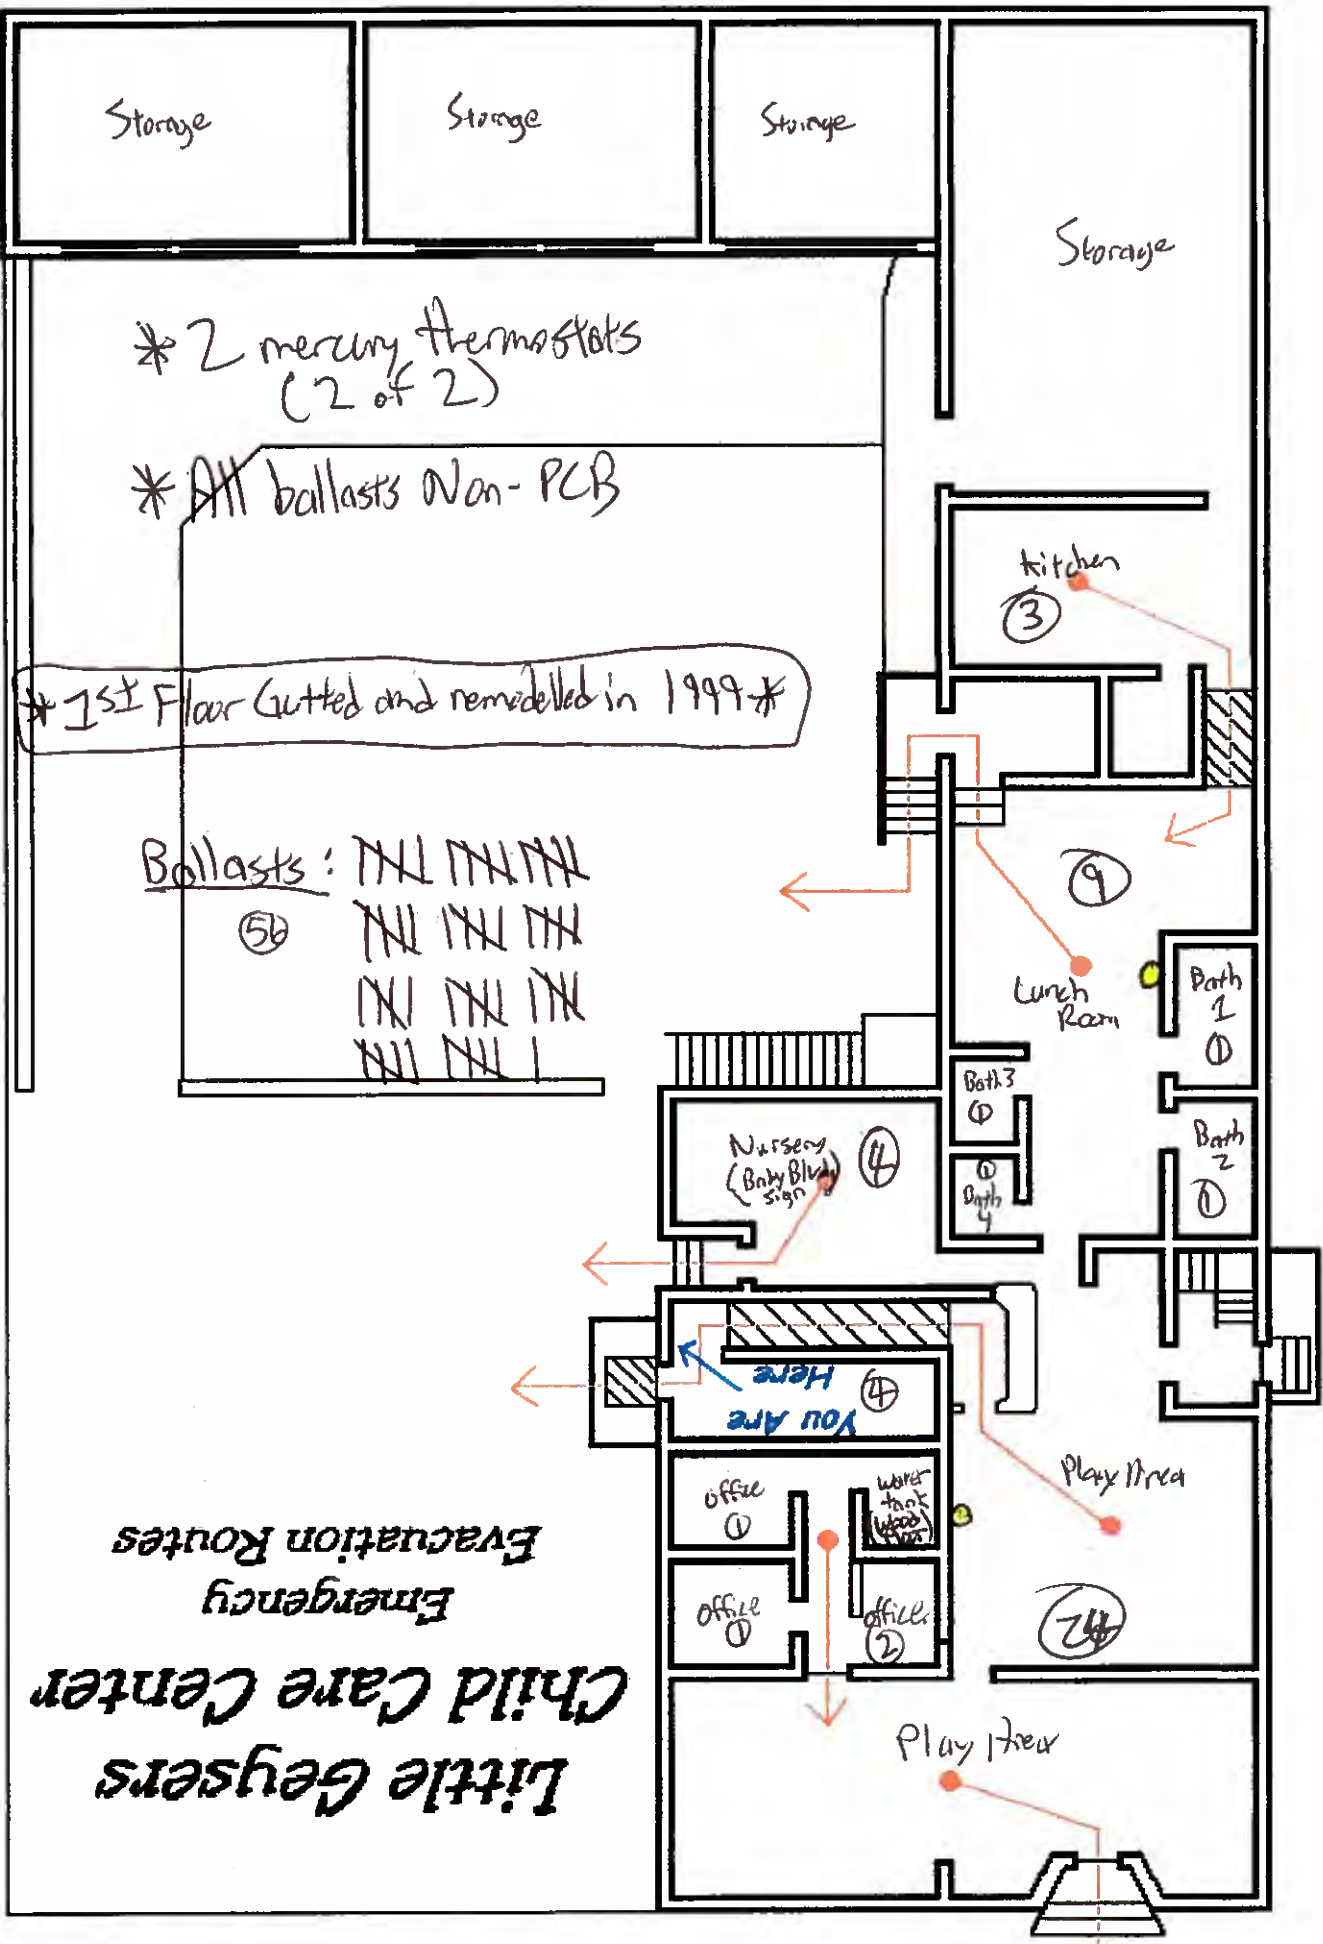 Storage
Storage
Storage
Storage
* 2 mercury thermostats
(2 of 2)
* All ballasts Non-PCB
Kitchen
3
*1st Floor Gutted and remodelled in 1999*
Ballasts:
56
9
Lunch
Room
Bath
1
1
Bath 3
1
Bath
2
1
1
Bath
4
Nursery
(Baby Blvd)
sign
4
You Are
Here
4
Play Area
office
1
water
tank
(wood
floor)
office
1
office
2
24
Play Area
Little Geysers
Child Care Center
Emergency
Evacuation Routes